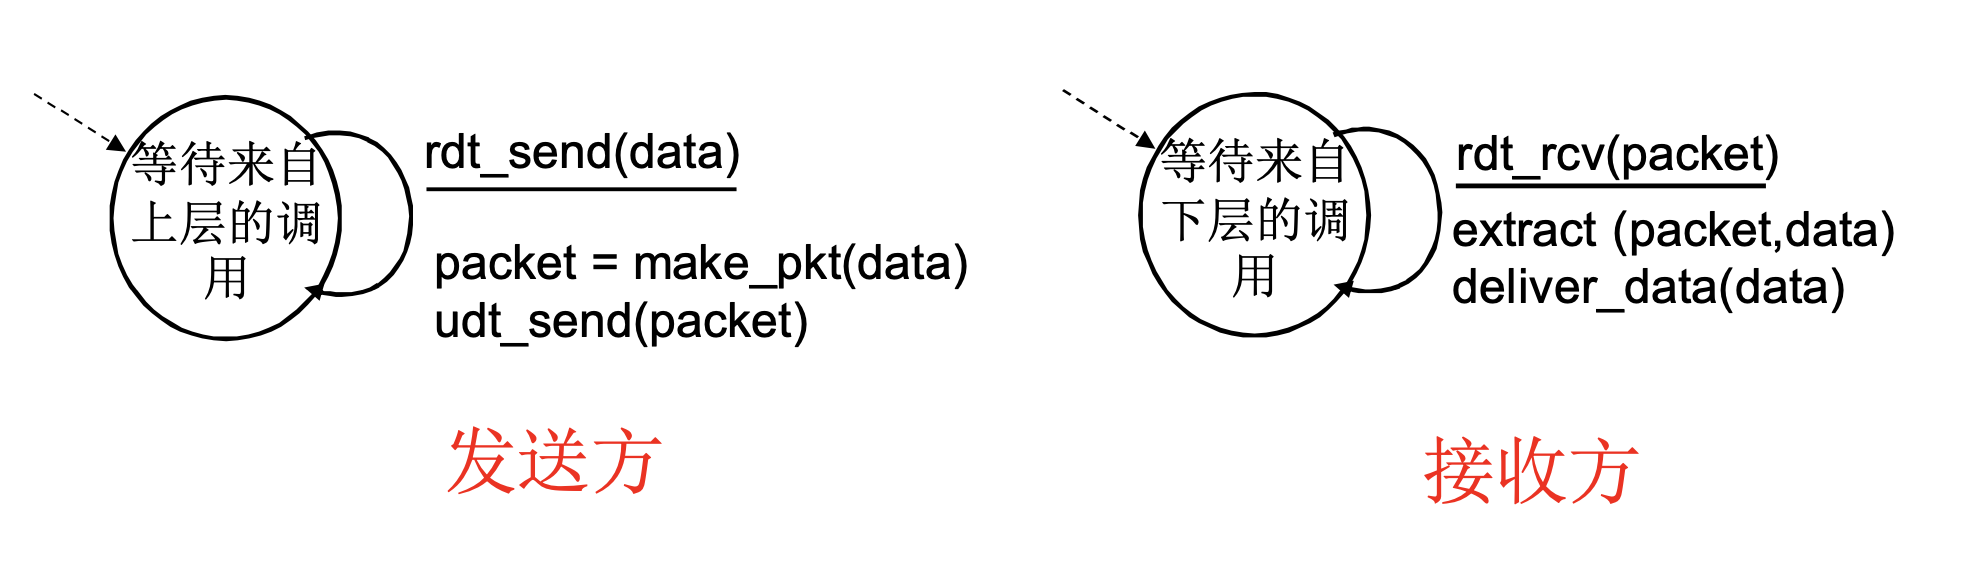 等待来自
上层的调
用
rdt_send(data)
packet = make_pkt(data)
udt_send(packet)
发送方
等待来自
下层的调
用
rdt_rcv(packet)
extract (packet,data)
deliver_data(data)
接收方